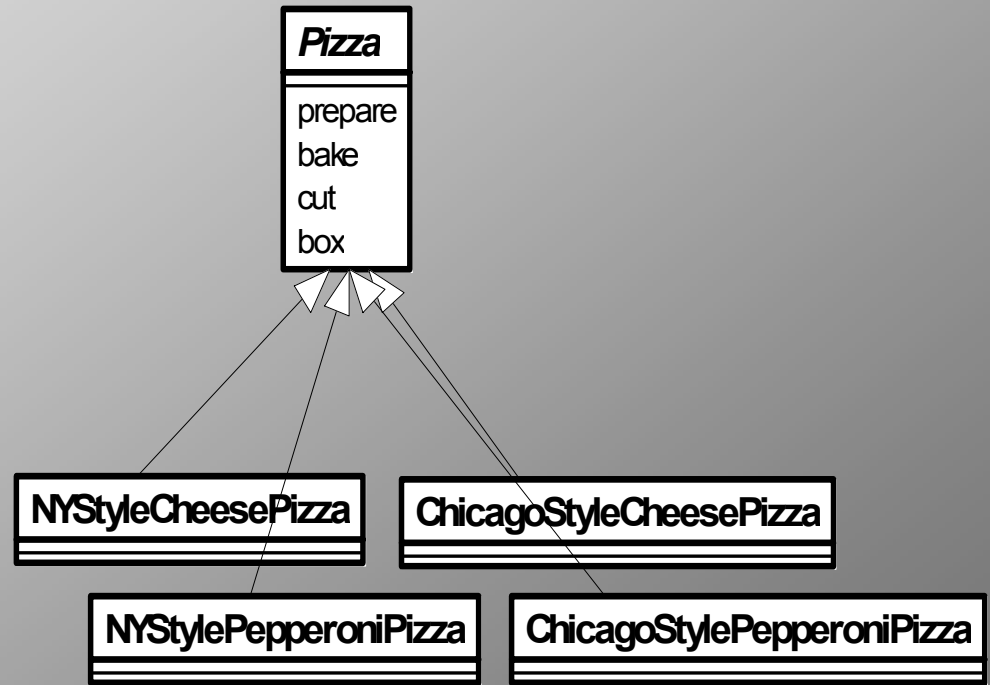 Pizza
prepare
bake
cut
box
NYStyleCheesePizza
ChicagoStyleCheesePizza
NYStylePepperoniPizza
ChicagoStylePepperoniPizza